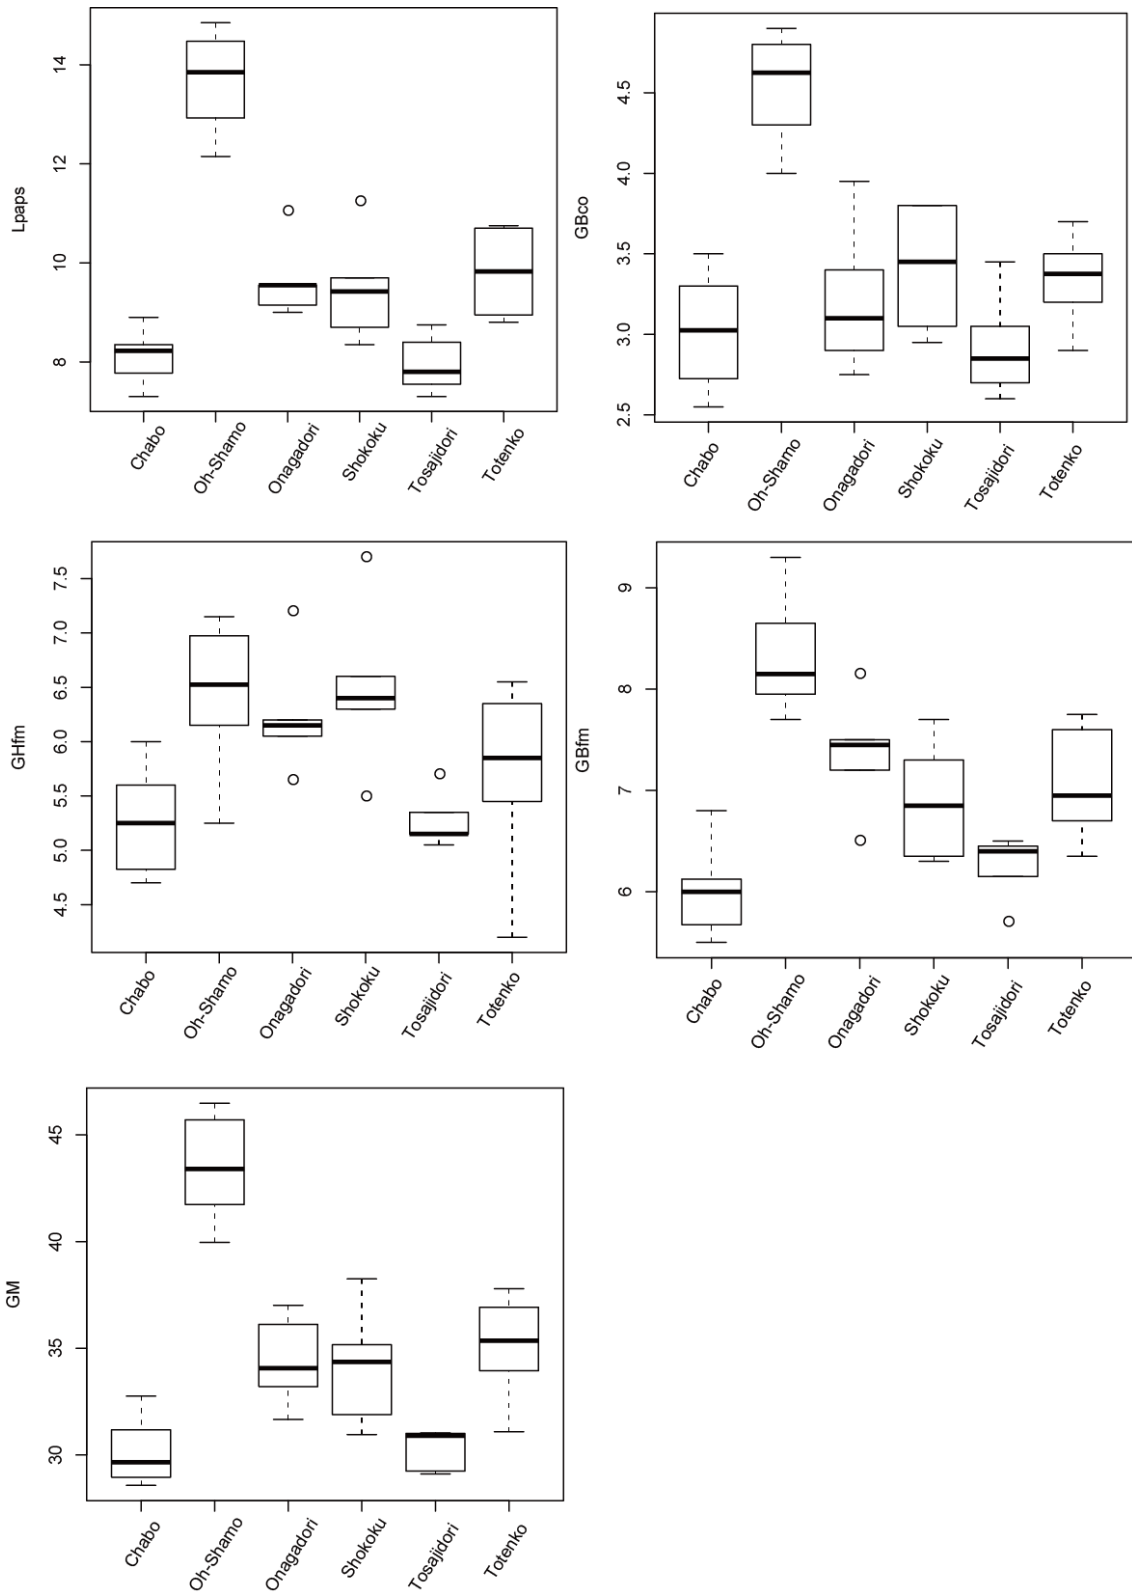 Lpaps
14
12
10
8
Chabo
Oh-Shamo
Onagadori
Shokoku
Tosajidori
Totenko
GBco
4.5
4.0
3.5
3.0
2.5
Chabo
Oh-Shamo
Onagadori
Shokoku
Tosajidori
Totenko
GHfm
7.5
7.0
6.5
6.0
5.5
5.0
4.5
Chabo
Oh-Shamo
Onagadori
Shokoku
Tosajidori
Totenko
GBfm
9
8
7
6
Chabo
Oh-Shamo
Onagadori
Shokoku
Tosajidori
Totenko
GM
45
40
35
30
Chabo
Oh-Shamo
Onagadori
Shokoku
Tosajidori
Totenko